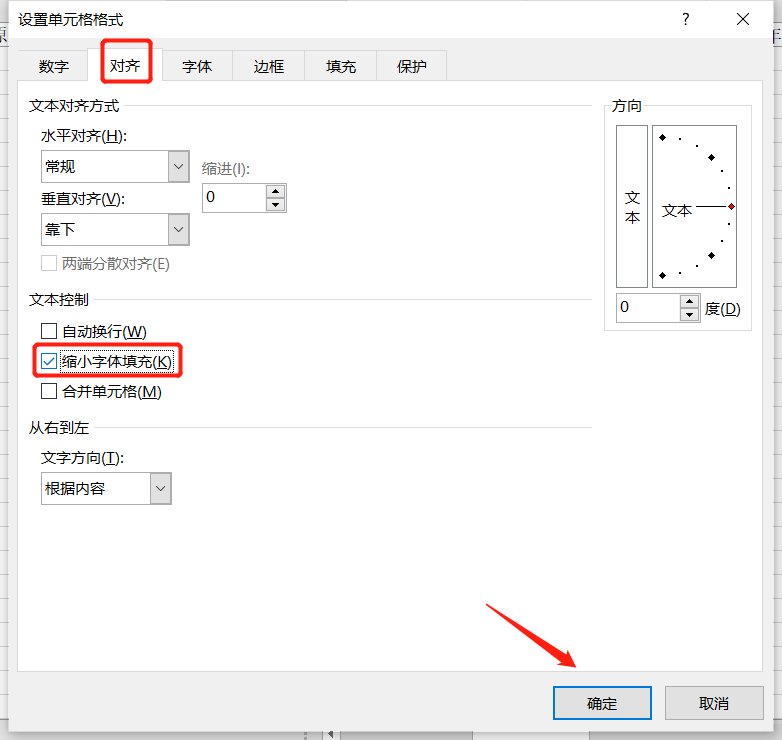 设置单元格格式 ?
数字 对齐 字体 边框 填充 保护
文本对齐方式
水平对齐(H):
常规
缩进(I):
0
垂直对齐(V):
靠下
两端分散对齐(E)
文本控制
自动换行(W)
缩小字体填充(K)
合并单元格(M)
从右到左
文字方向(T):
根据内容
方向
文本
文本
0 度(D)
确定 取消